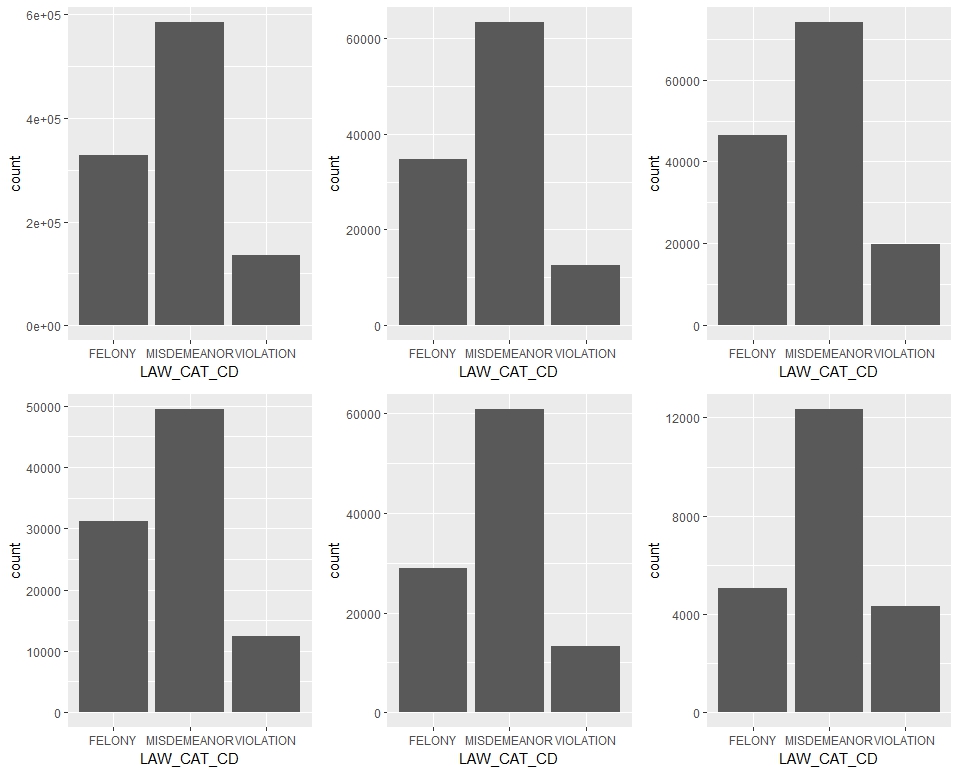 6e+05
4e+05
2e+05
0e+00
count
FELONY MISDEMEANOR VIOLATION
LAW_CAT_CD
60000
40000
20000
0
count
FELONY MISDEMEANOR VIOLATION
LAW_CAT_CD
60000
40000
20000
0
count
FELONY MISDEMEANOR VIOLATION
LAW_CAT_CD
50000
40000
30000
20000
10000
0
count
FELONY MISDEMEANOR VIOLATION
LAW_CAT_CD
60000
40000
20000
0
count
FELONY MISDEMEANOR VIOLATION
LAW_CAT_CD
12000
8000
4000
0
count
FELONY MISDEMEANOR VIOLATION
LAW_CAT_CD